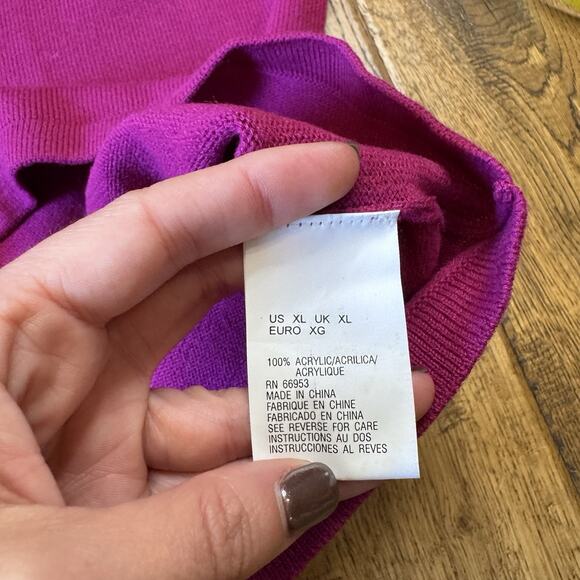 US XL UK XL
EURO XG
100% ACRYLIC/ACRILICA/
ACRYLIQUE
RN 66953
MADE IN CHINA
FABRIQUE EN CHINE
FABRICADO EN CHINA
SEE REVERSE FOR CARE
INSTRUCTIONS AU DOS
INSTRUCCIONES AL REVES